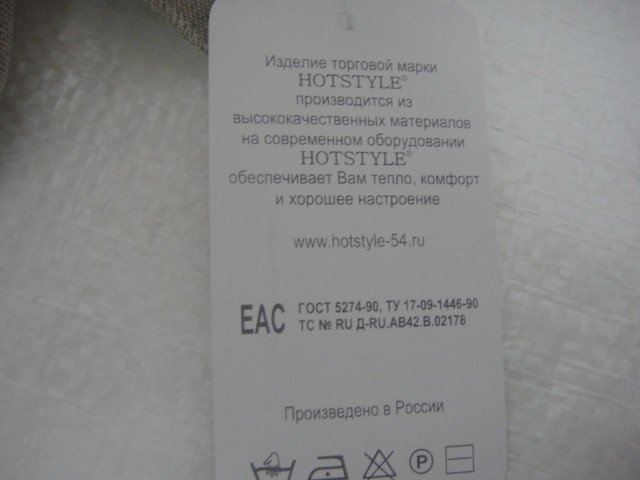 Изделие торговой марки
HOTSTYLE®
производится из
высококачественных материалов
на современном оборудовании
HOTSTYLE®
обеспечивает Вам тепло, комфорт
и хорошее настроение
www.hotstyle-54.ru
EAC
ГОСТ 5274-90, ТУ 17-09-1446-90
ТС № RU Д-RU.АВ42.В.02178
Произведено в России
P